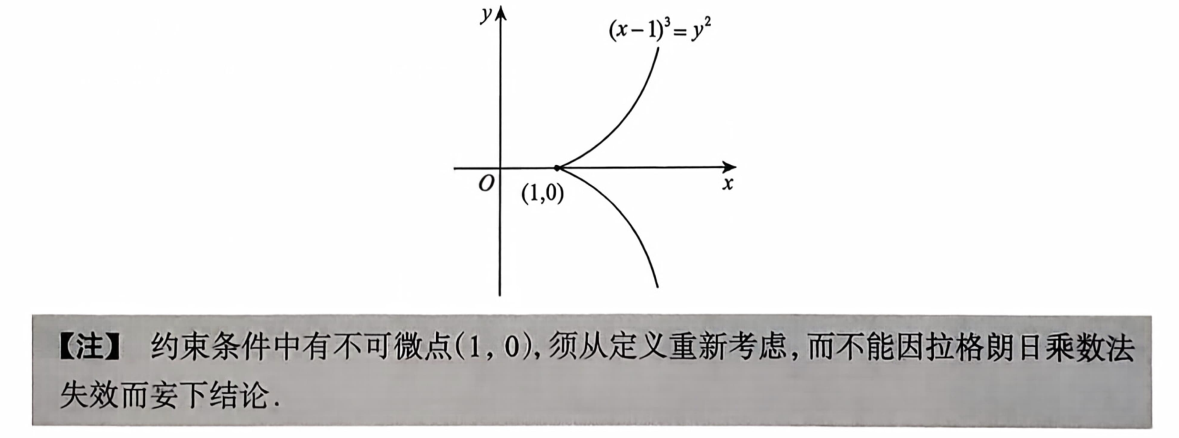 y
(x−1)³=y²
O
(1,0)
x
【注】 约束条件中有不可微点(1, 0),须从定义重新考虑,而不能因拉格朗日乘数法
失效而妄下结论.